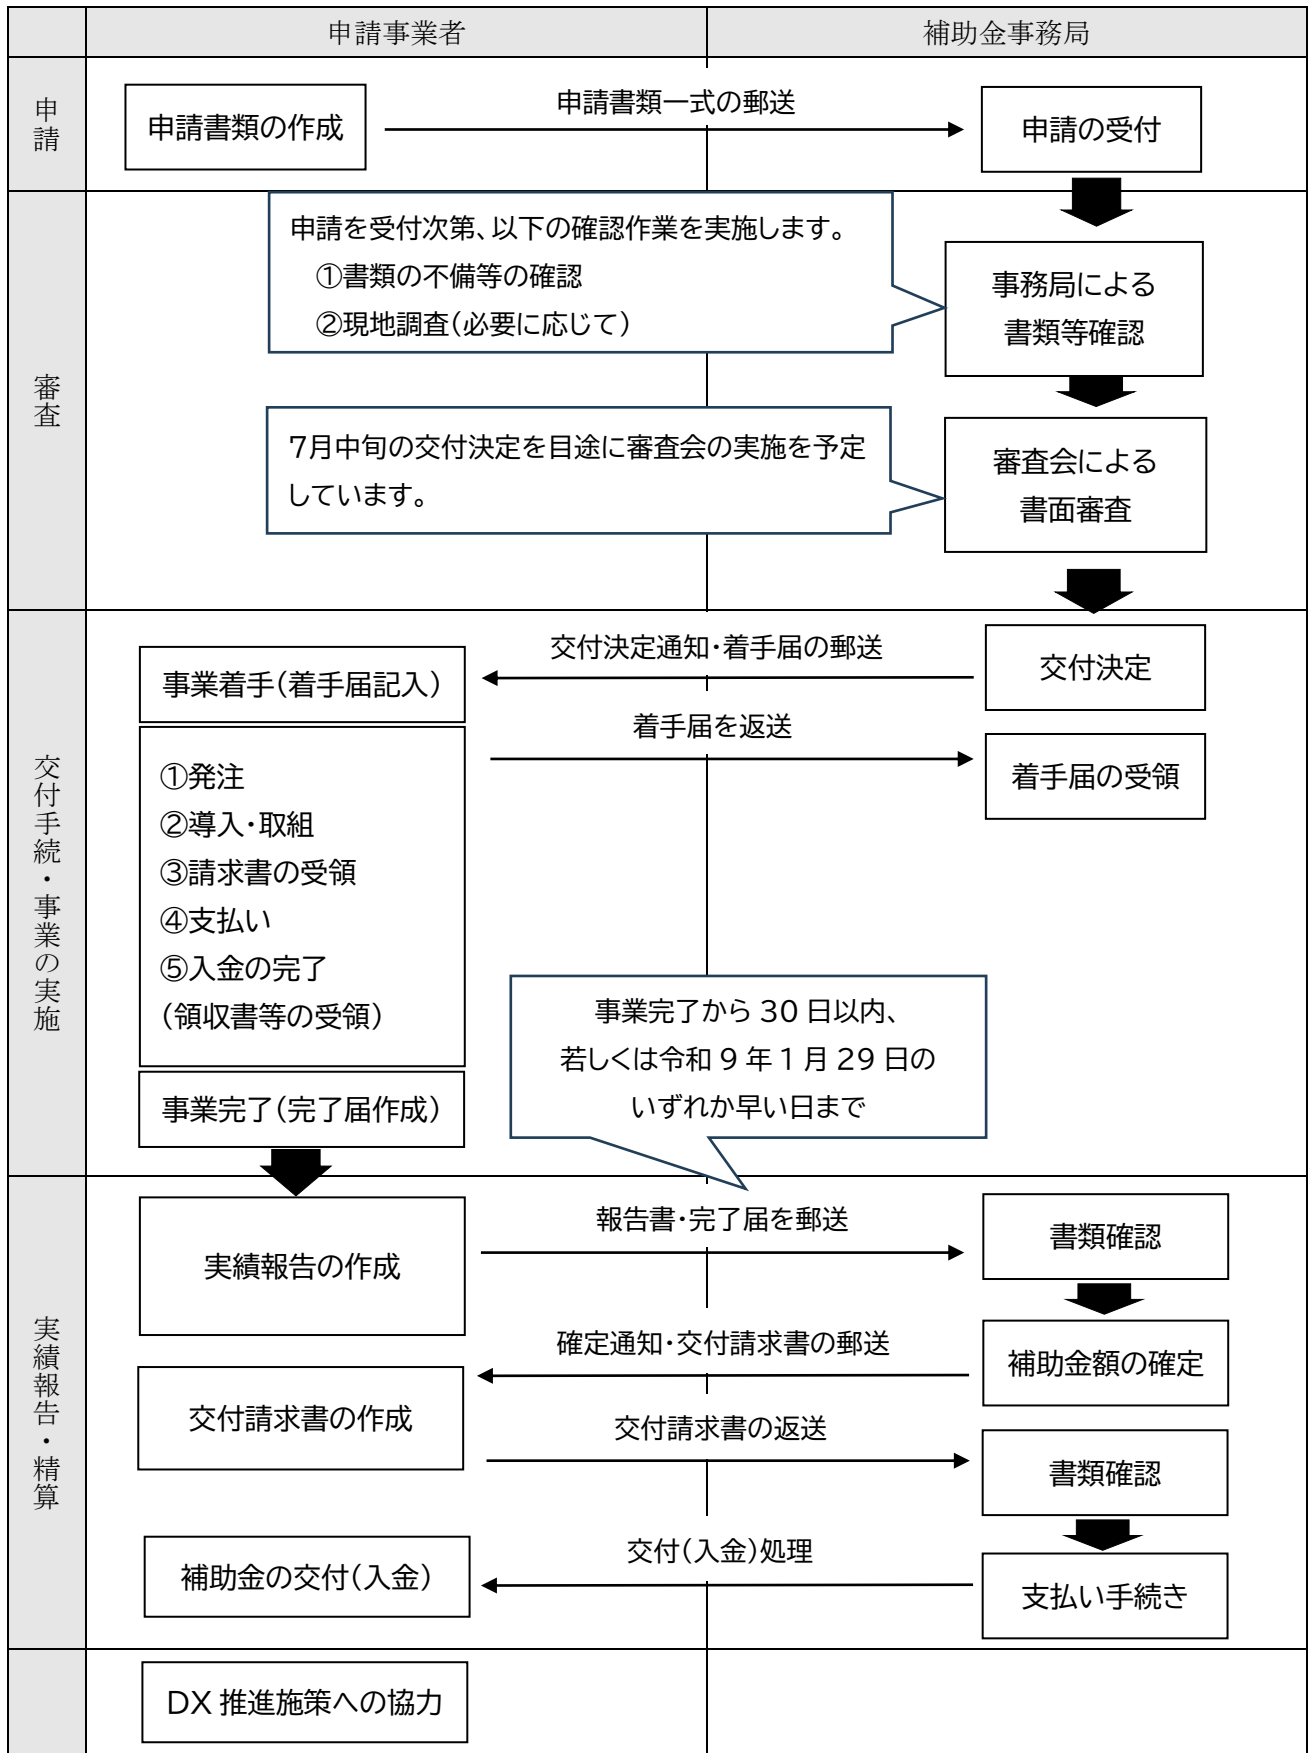 申請事業者
補助金事務局
申請
申請書類の作成
申請書類一式の郵送
申請の受付
審査
申請を受付次第、以下の確認作業を実施します。
①書類の不備等の確認
②現地調査（必要に応じて）
事務局による
書類等確認
7月中旬の交付決定を目途に審査会の実施を予定
しています。
審査会による
書面審査
交付手続・事業の実施
交付決定通知・着手届の郵送
交付決定
事業着手（着手届記入）
着手届を返送
着手届の受領
①発注
②導入・取組
③請求書の受領
④支払い
⑤入金の完了
（領収書等の受領）
事業完了から 30 日以内、
若しくは令和 9 年 1 月 29 日の
いずれか早い日まで
事業完了（完了届作成）
実績報告・精算
実績報告の作成
報告書・完了届を郵送
書類確認
確定通知・交付請求書の郵送
補助金額の確定
交付請求書の作成
交付請求書の返送
書類確認
補助金の交付（入金）
交付（入金）処理
支払い手続き
DX 推進施策への協力